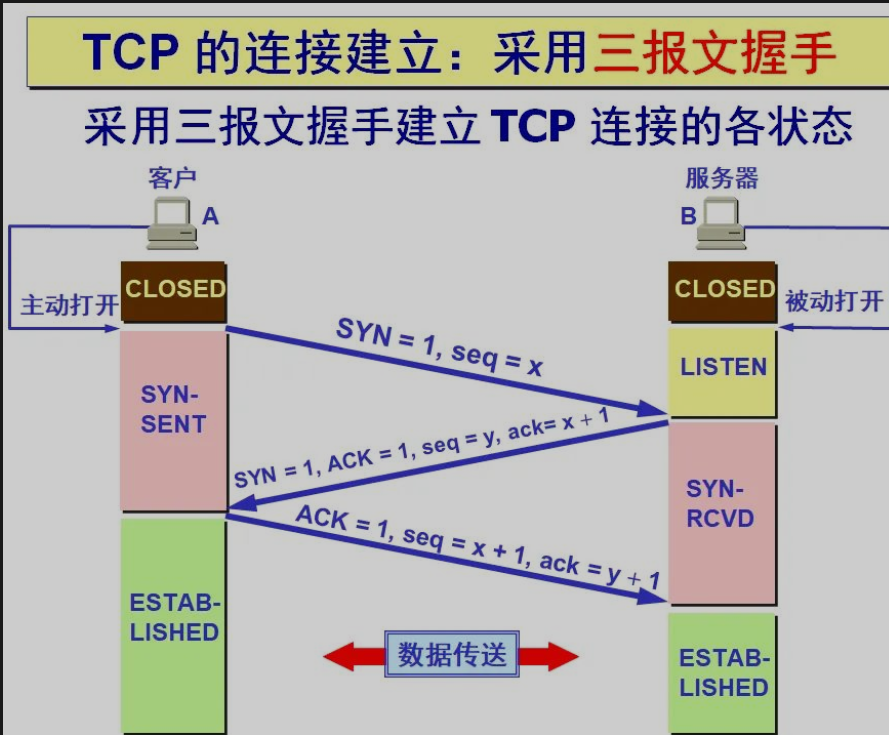 TCP 的连接建立：采用三报文握手
采用三报文握手建立 TCP 连接的各状态
客户
服务器
A
B
CLOSED
CLOSED
主动打开
被动打开
SYN = 1, seq = x
LISTEN
SYN-
SENT
SYN = 1, ACK = 1, seq = y, ack= x + 1
SYN-
RCVD
ACK = 1, seq = x + 1, ack = y + 1
ESTAB-
LISHED
数据传送
ESTAB-
LISHED